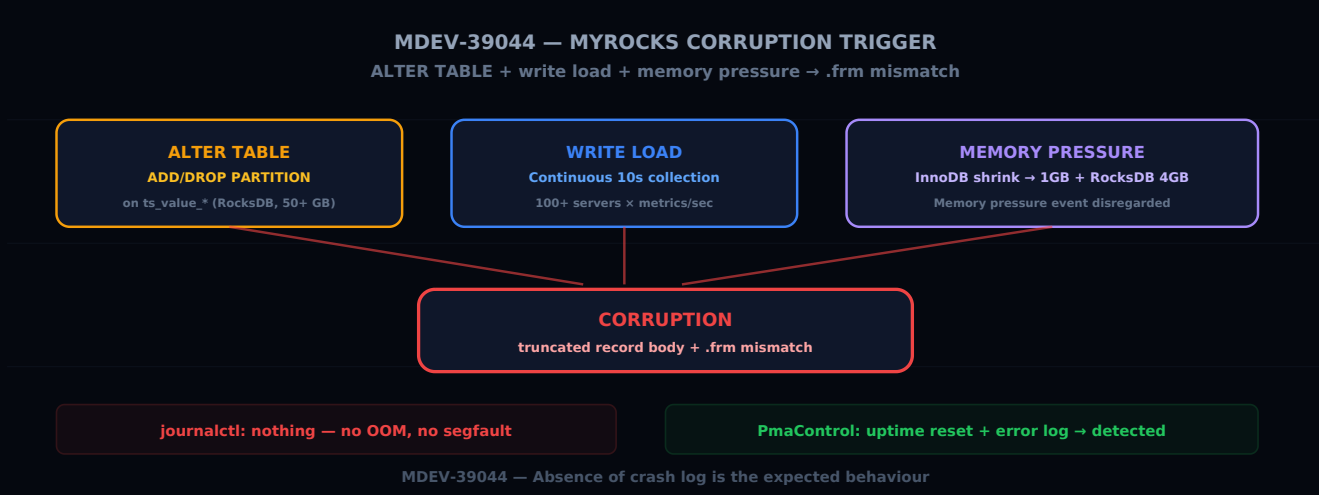 MDEV-39044 — MYROCKS CORRUPTION TRIGGER
ALTER TABLE + write load + memory pressure → .frm mismatch
ALTER TABLE
ADD/DROP PARTITION
on ts_value_* (RocksDB, 50+ GB)
WRITE LOAD
Continuous 10s collection
100+ servers × metrics/sec
MEMORY PRESSURE
InnoDB shrink → 1GB + RocksDB 4GB
Memory pressure event disregarded
CORRUPTION
truncated record body + .frm mismatch
journalctl: nothing — no OOM, no segfault
PmaControl: uptime reset + error log → detected
MDEV-39044 — Absence of crash log is the expected behaviour